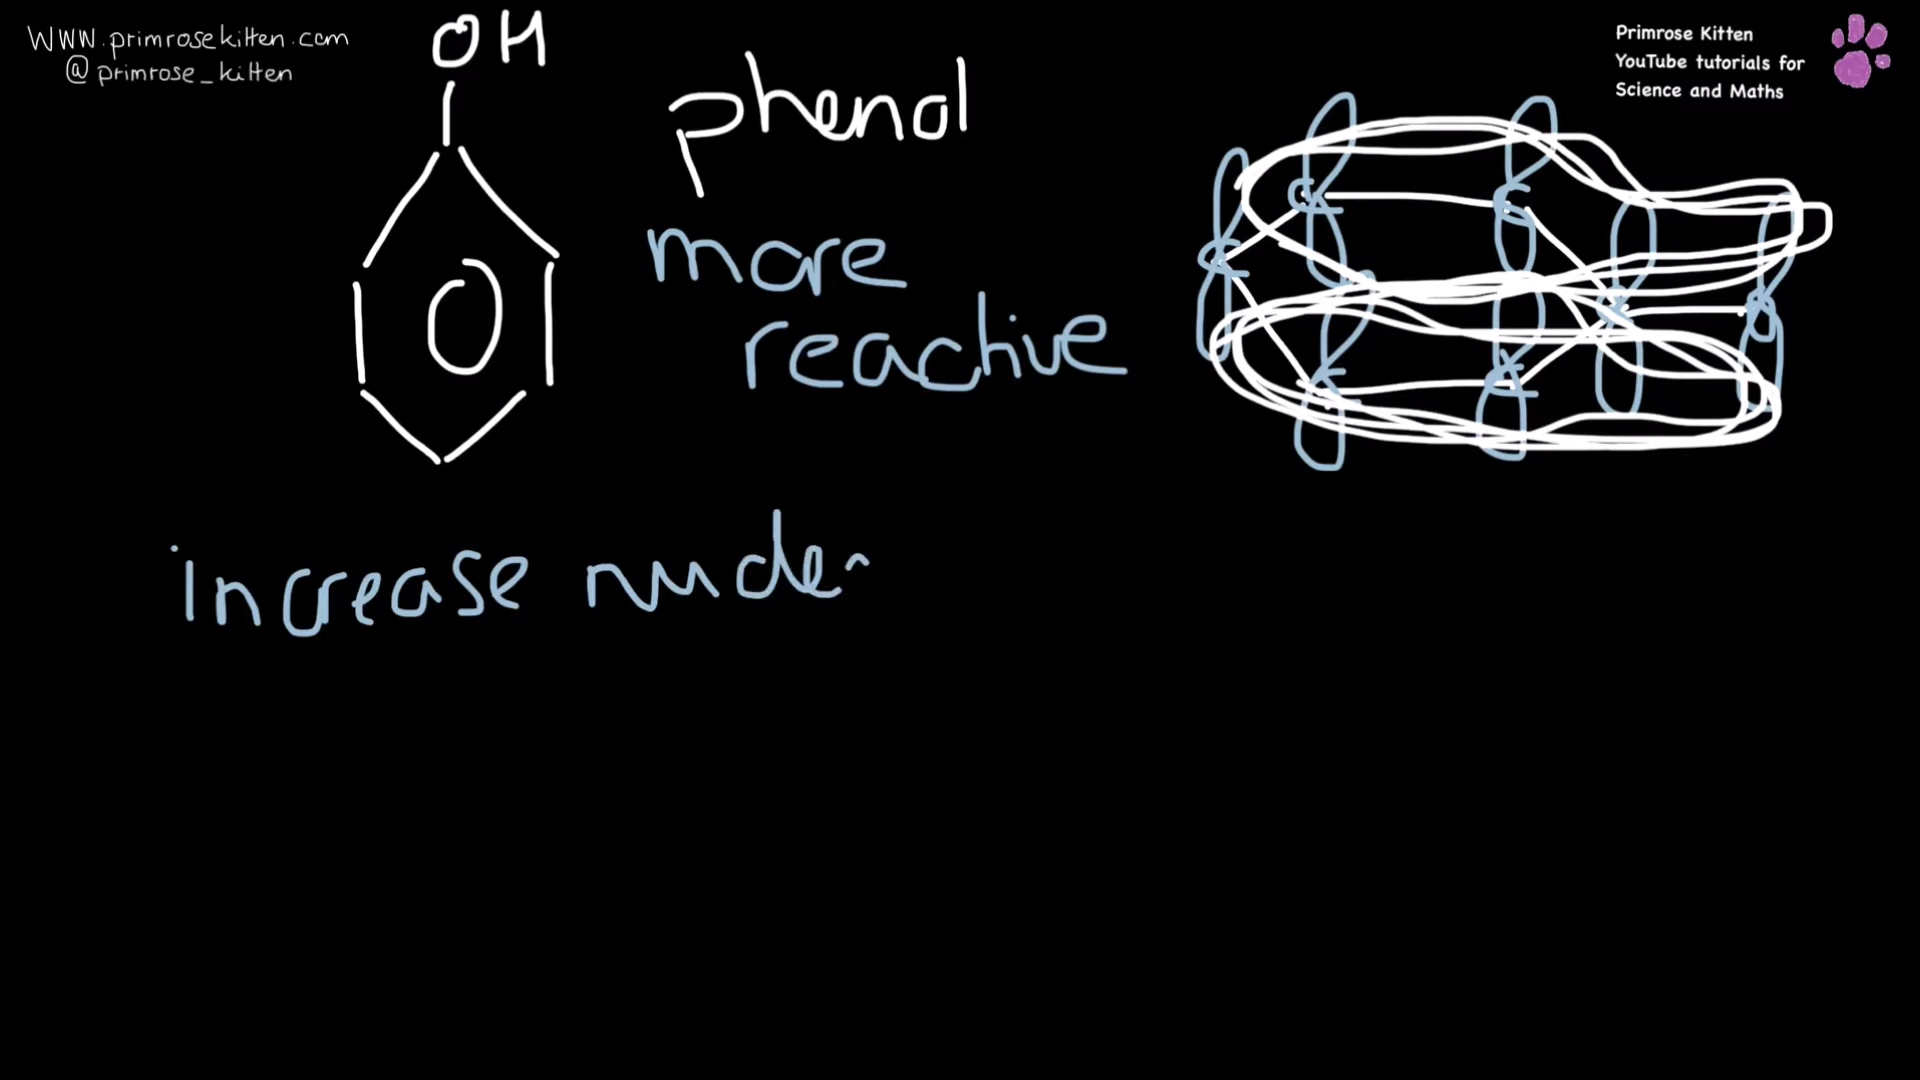 www.primrosekitten.com
@primrose_kitten
OH
phenol
more
reactive
Primrose Kitten
YouTube tutorials for
Science and Maths
C C
C C
C C
increase